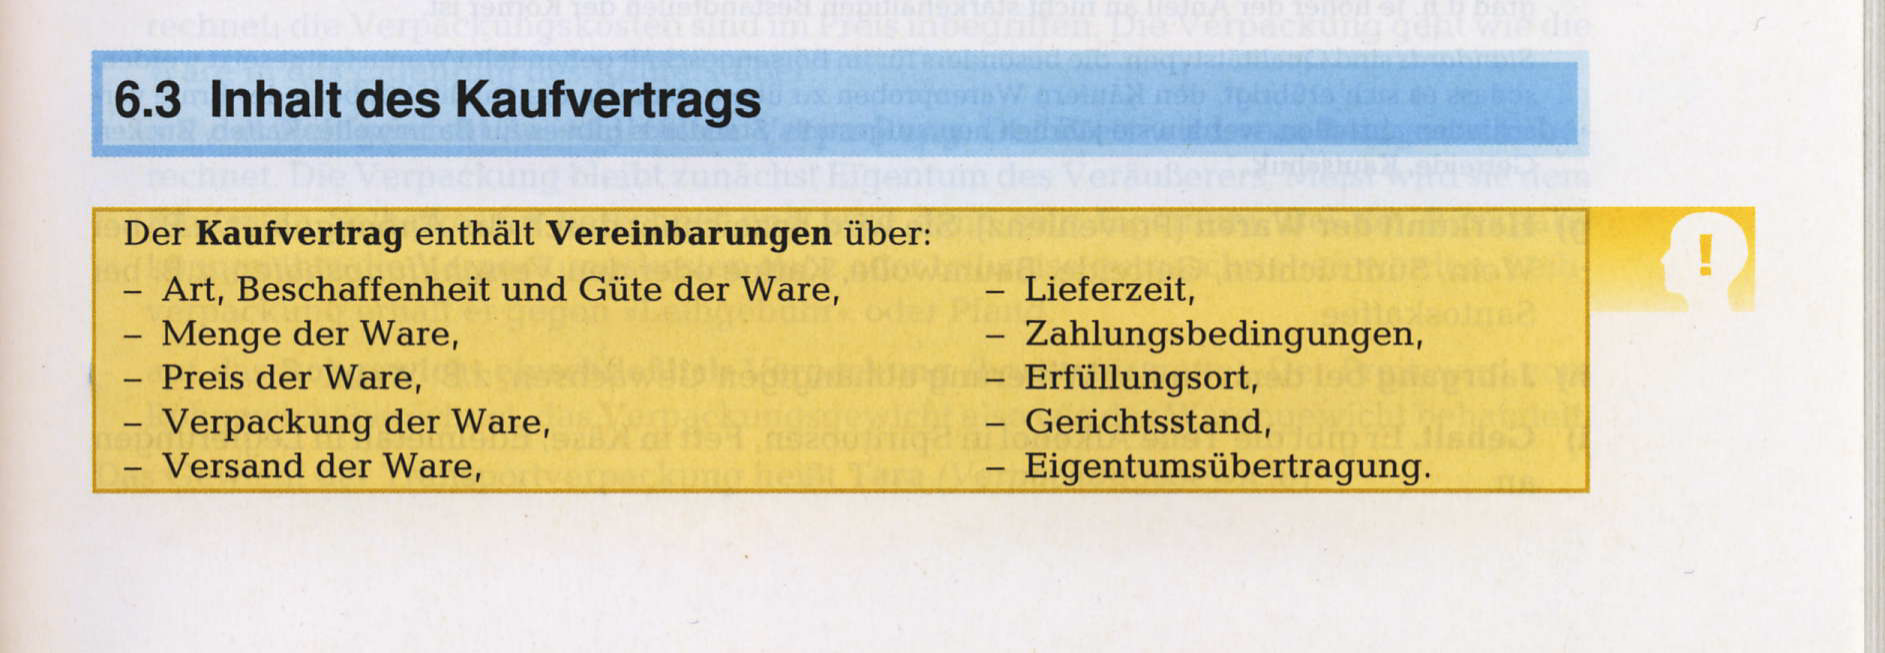 6.3 Inhalt des Kaufvertrags
Der Kaufvertrag enthält Vereinbarungen über:
– Art, Beschaffenheit und Güte der Ware,
– Menge der Ware,
– Preis der Ware,
– Verpackung der Ware,
– Versand der Ware,
– Lieferzeit,
– Zahlungsbedingungen,
– Erfüllungsort,
– Gerichtsstand,
– Eigentumsübertragung.
!